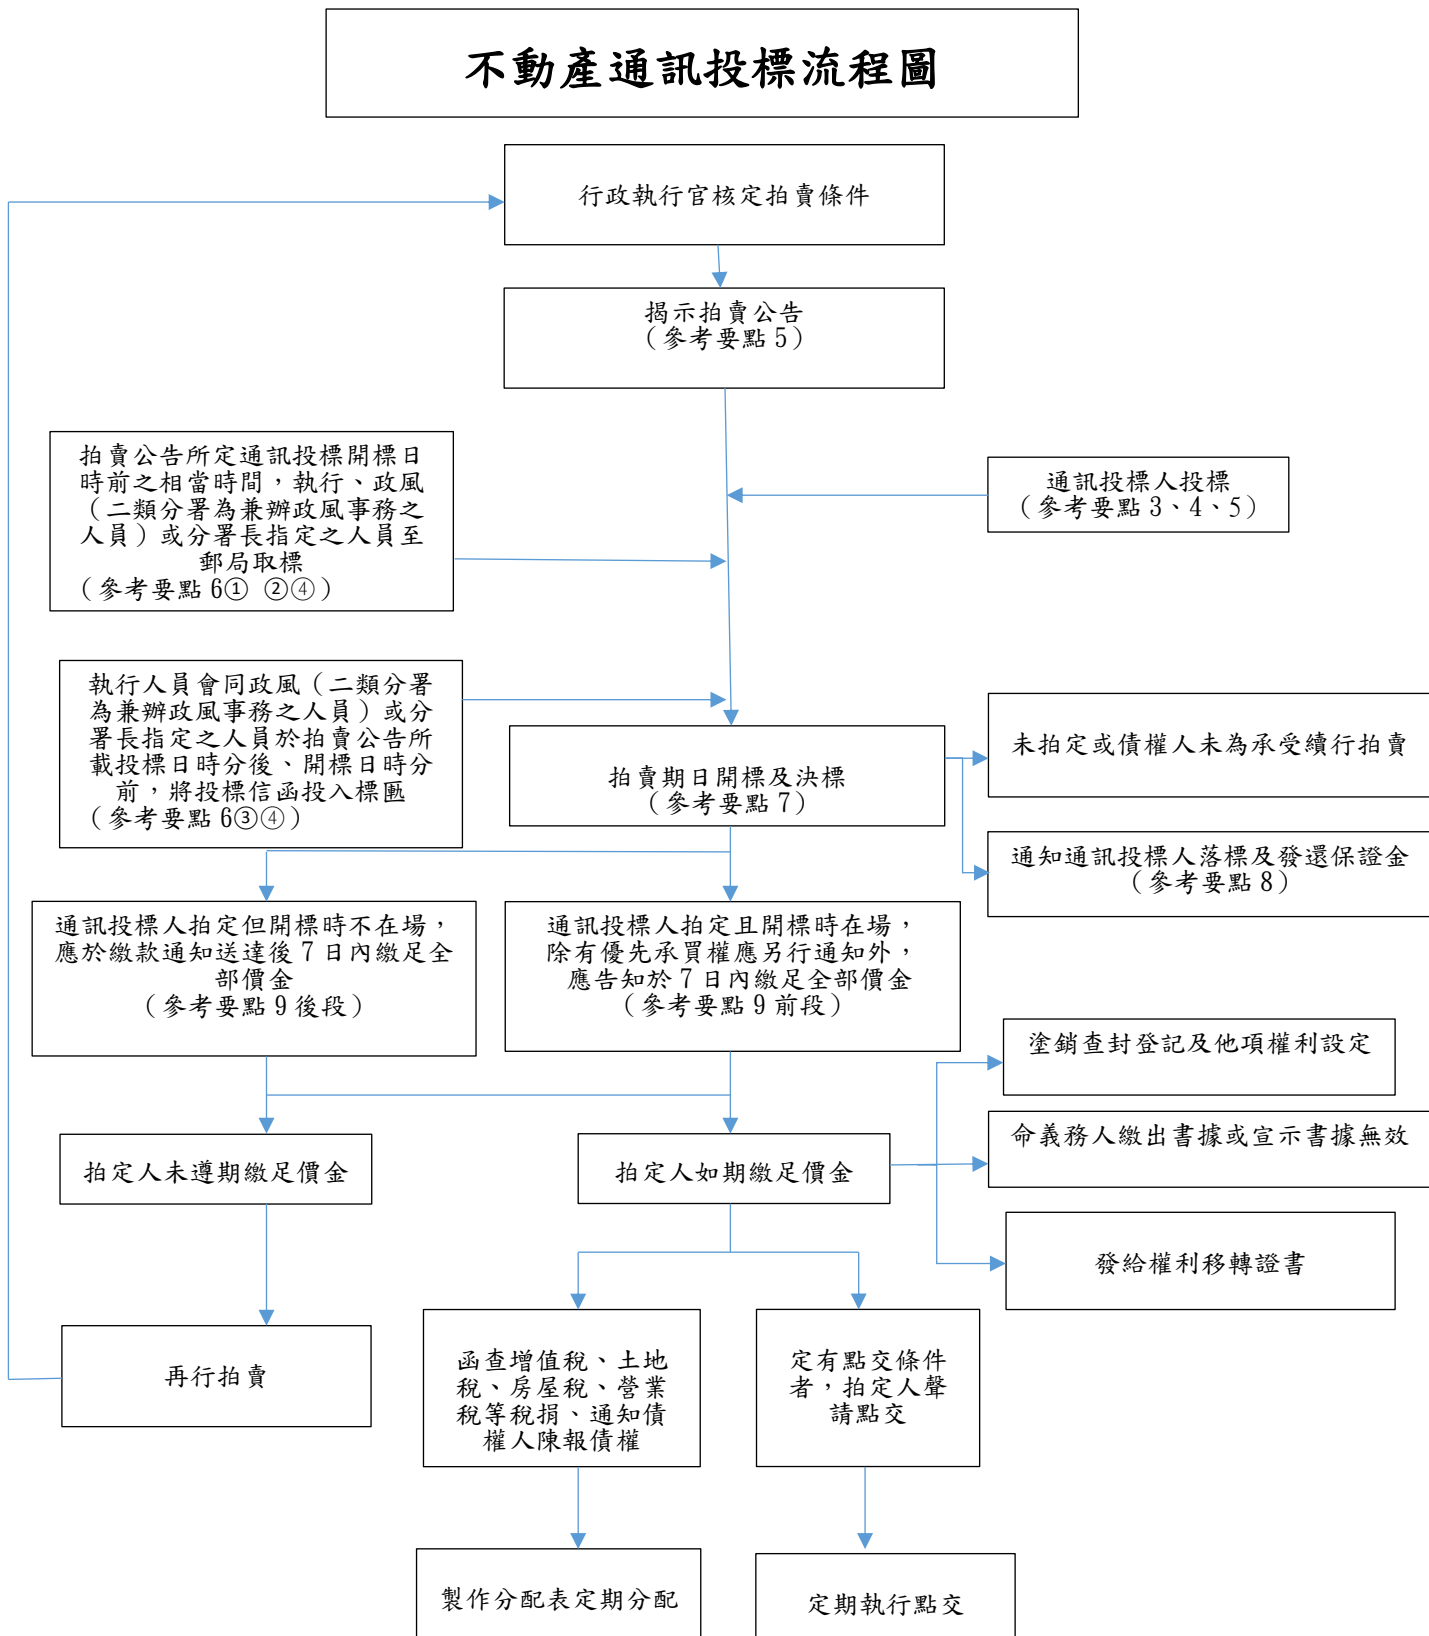 不動產通訊投標流程圖
行政執行官核定拍賣條件
揭示拍賣公告
（參考要點 5）
拍賣公告所定通訊投標開標日
時前之相當時間，執行、政風
（二類分署為兼辦政風事務之
人員）或分署長指定之人員至
郵局取標
（參考要點 6① ②④）
通訊投標人投標
（參考要點 3、4、5）
執行人員會同政風（二類分署
為兼辦政風事務之人員）或分
署長指定之人員於拍賣公告所
載投標日時分後、開標日時分
前，將投標信函投入標匭
（參考要點 6③④）
拍賣期日開標及決標
（參考要點 7）
未拍定或債權人未為承受續行拍賣
通知通訊投標人落標及發還保證金
（參考要點 8）
通訊投標人拍定但開標時不在場，
應於繳款通知送達後 7 日內繳足全
部價金
（參考要點 9 後段）
通訊投標人拍定且開標時在場，
除有優先承買權應另行通知外，
應告知於 7 日內繳足全部價金
（參考要點 9 前段）
塗銷查封登記及他項權利設定
命義務人繳出書據或宣示書據無效
發給權利移轉證書
拍定人未遵期繳足價金
拍定人如期繳足價金
再行拍賣
函查增值稅、土地
稅、房屋稅、營業
稅等稅捐、通知債
權人陳報債權
定有點交條件
者，拍定人聲
請點交
製作分配表定期分配
定期執行點交